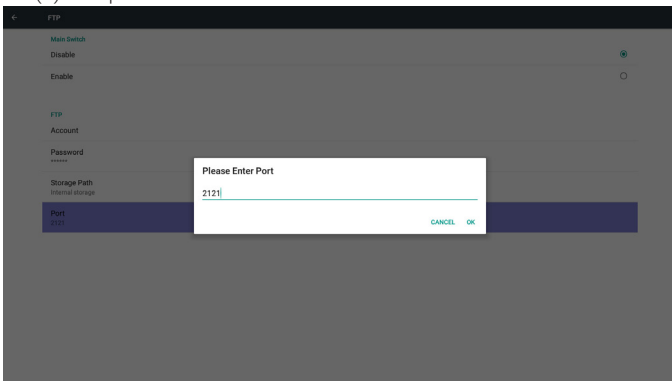 FTP
Main Switch
Disable
Enable
FTP
Account
Password
******
Storage Path
Internal storage
Port
2121
Please Enter Port
2121
CANCEL OK